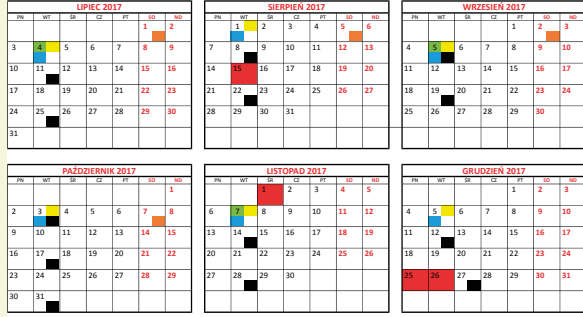 LIPIEC 2017
PN WT ŚR CZ PT SO ND
1 2
3 4 5 6 7 8 9
10 11 12 13 14 15 16
17 18 19 20 21 22 23
24 25 26 27 28 29 30
31
SIERPIEŃ 2017
PN WT ŚR CZ PT SO ND
1 2 3 4 5 6
7 8 9 10 11 12 13
14 15 16 17 18 19 20
21 22 23 24 25 26 27
28 29 30 31
WRZESIEŃ 2017
PN WT ŚR CZ PT SO ND
1 2 3
4 5 6 7 8 9 10
11 12 13 14 15 16 17
18 19 20 21 22 23 24
25 26 27 28 29 30
PAŹDZIERNIK 2017
PN WT ŚR CZ PT SO ND
1
2 3 4 5 6 7 8
9 10 11 12 13 14 15
16 17 18 19 20 21 22
23 24 25 26 27 28 29
30 31
LISTOPAD 2017
PN WT ŚR CZ PT SO ND
1 2 3 4 5
6 7 8 9 10 11 12
13 14 15 16 17 18 19
20 21 22 23 24 25 26
27 28 29 30
GRUDZIEŃ 2017
PN WT ŚR CZ PT SO ND
1 2 3
4 5 6 7 8 9 10
11 12 13 14 15 16 17
18 19 20 21 22 23 24
25 26 27 28 29 30 31